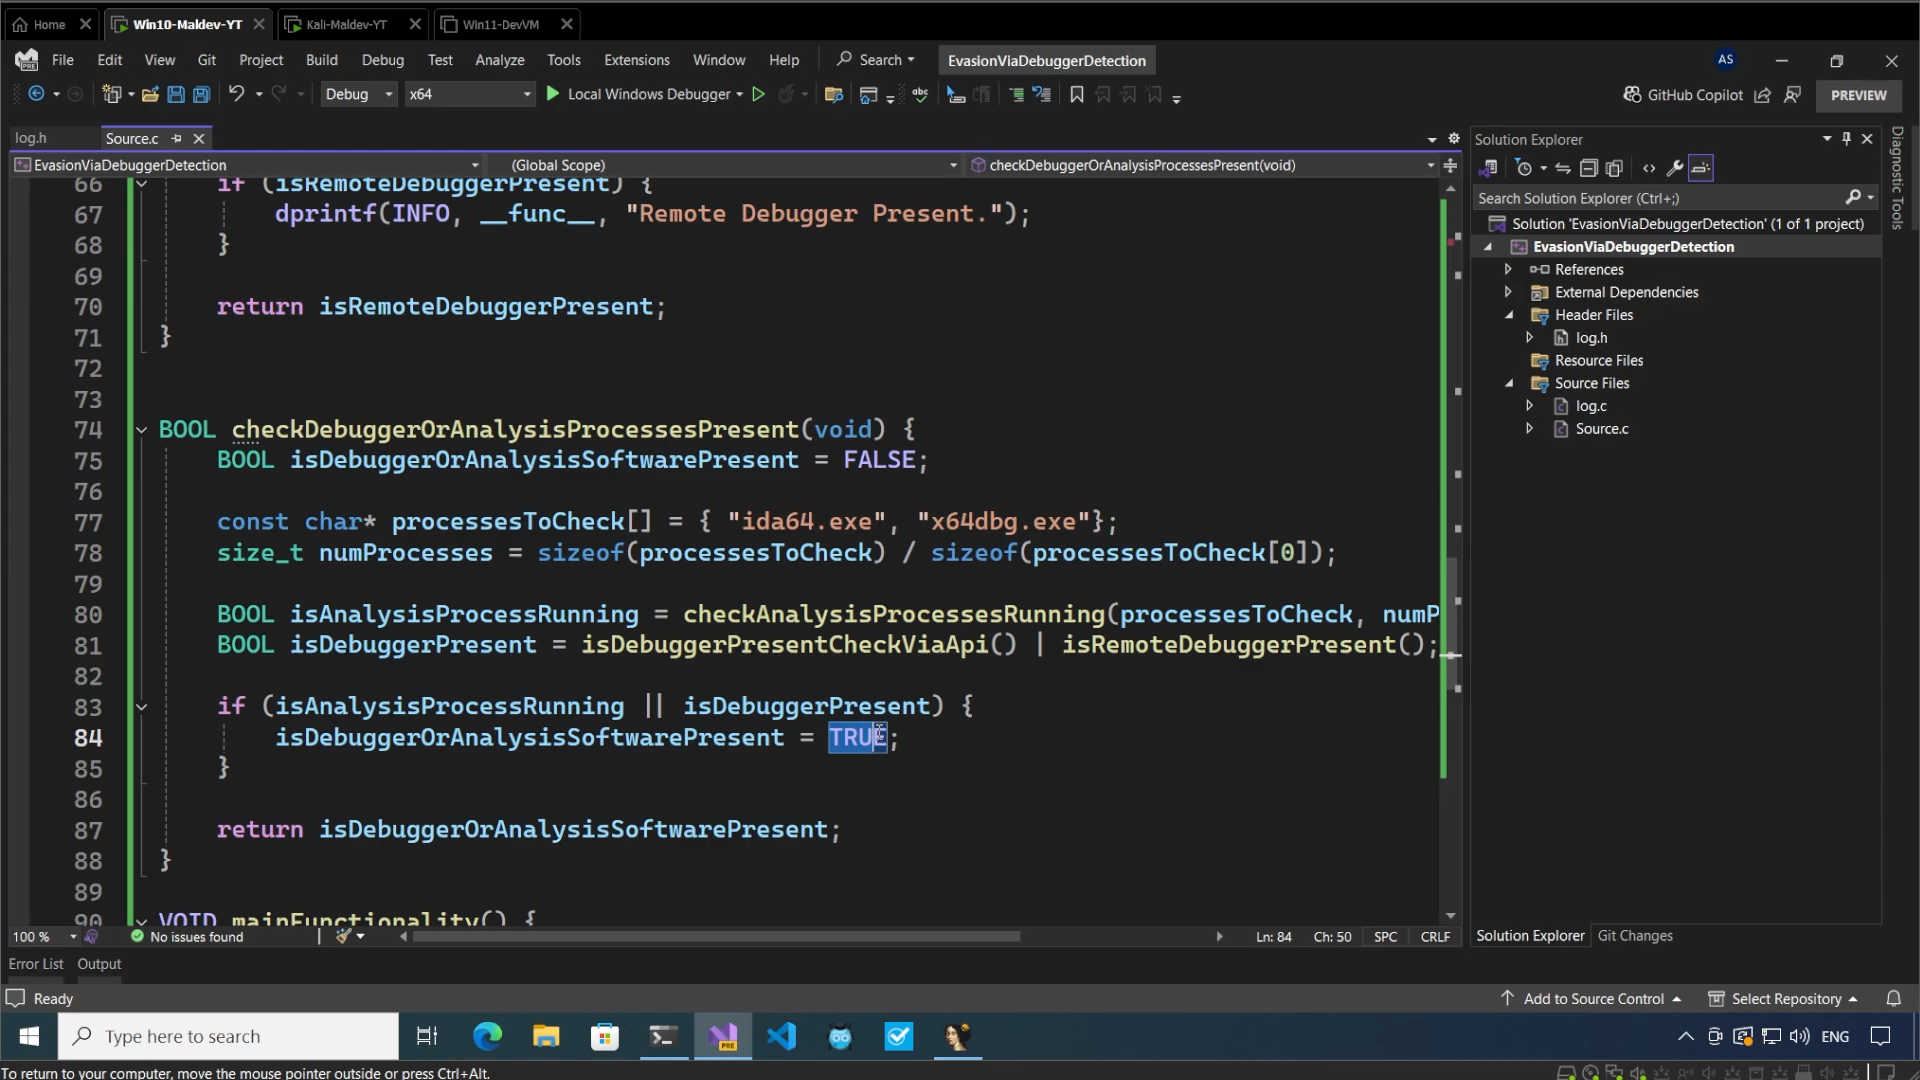 Home
Win10-Maldev-YT
Kali-Maldev-YT
Win11-DevVM
File Edit View Git Project Build Debug Test Analyze Tools Extensions Window Help Search EvasionViaDebuggerDetection AS
Debug x64 Local Windows Debugger GitHub Copilot PREVIEW
log.h Source.c
EvasionViaDebuggerDetection (Global Scope) checkDebuggerOrAnalysisProcessesPresent(void)
66 if (isRemoteDebuggerPresent) {
67 dprintf(INFO, __func__, "Remote Debugger Present.");
68 }
69
70 return isRemoteDebuggerPresent;
71 }
72
73
74 BOOL checkDebuggerOrAnalysisProcessesPresent(void) {
75 BOOL isDebuggerOrAnalysisSoftwarePresent = FALSE;
76
77 const char* processesToCheck[] = { "ida64.exe", "x64dbg.exe"};
78 size_t numProcesses = sizeof(processesToCheck) / sizeof(processesToCheck[0]);
79
80 BOOL isAnalysisProcessRunning = checkAnalysisProcessesRunning(processesToCheck, numP
81 BOOL isDebuggerPresent = isDebuggerPresentCheckViaApi() | isRemoteDebuggerPresent();
82
83 if (isAnalysisProcessRunning || isDebuggerPresent) {
84 isDebuggerOrAnalysisSoftwarePresent = TRUE;
85 }
86
87 return isDebuggerOrAnalysisSoftwarePresent;
88 }
89
90 VOID mainFunctionality() {
100 % No issues found Ln: 84 Ch: 50 SPC CRLF
Solution Explorer
Search Solution Explorer (Ctrl+;)
Solution 'EvasionViaDebuggerDetection' (1 of 1 project)
EvasionViaDebuggerDetection
References
External Dependencies
Header Files
log.h
Resource Files
Source Files
log.c
Source.c
Solution Explorer Git Changes
Diagnostic Tools
Error List Output
Ready Add to Source Control Select Repository
Type here to search PRE ENG
To return to your computer, move the mouse pointer outside or press Ctrl+Alt.